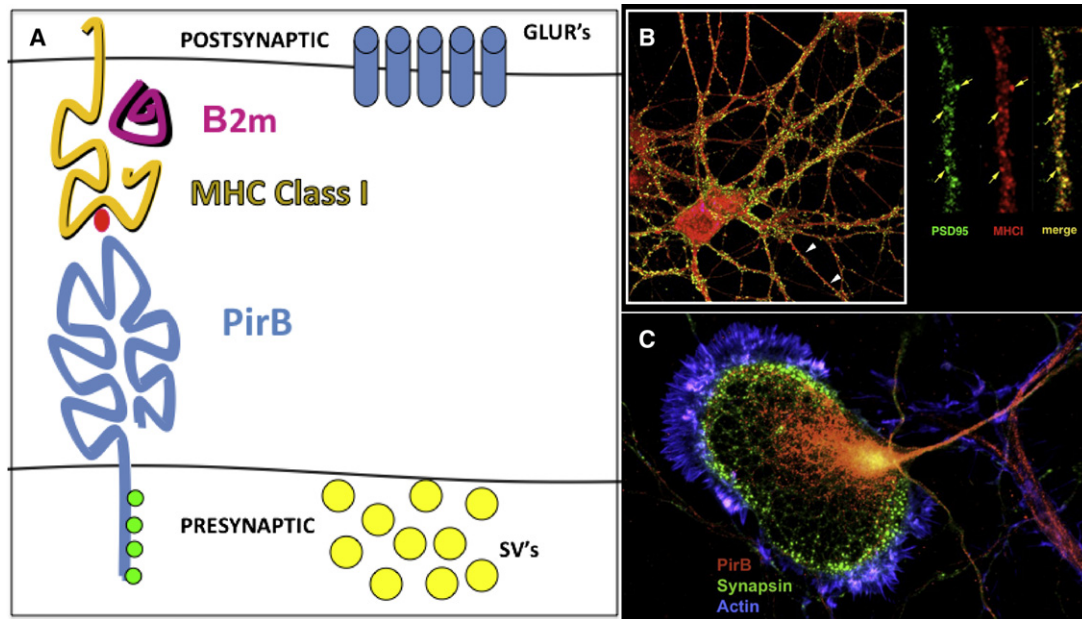 A
POSTSYNAPTIC
GLUR's
B2m
MHC Class I
PirB
PRESYNAPTIC
SV's
B
PSD95 MHCI merge
C
PirB
Synapsin
Actin